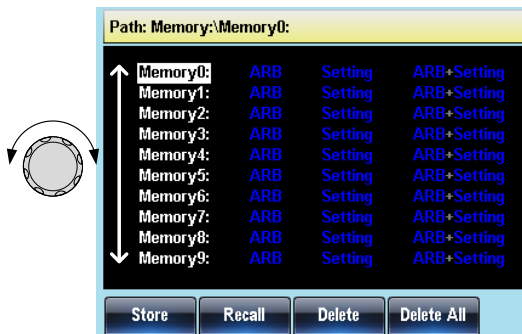 Path: Memory:\Memory0:
Memory0: ARB Setting ARB+Setting
Memory1: ARB Setting ARB+Setting
Memory2: ARB Setting ARB+Setting
Memory3: ARB Setting ARB+Setting
Memory4: ARB Setting ARB+Setting
Memory5: ARB Setting ARB+Setting
Memory6: ARB Setting ARB+Setting
Memory7: ARB Setting ARB+Setting
Memory8: ARB Setting ARB+Setting
Memory9: ARB Setting ARB+Setting
Store Recall Delete Delete All